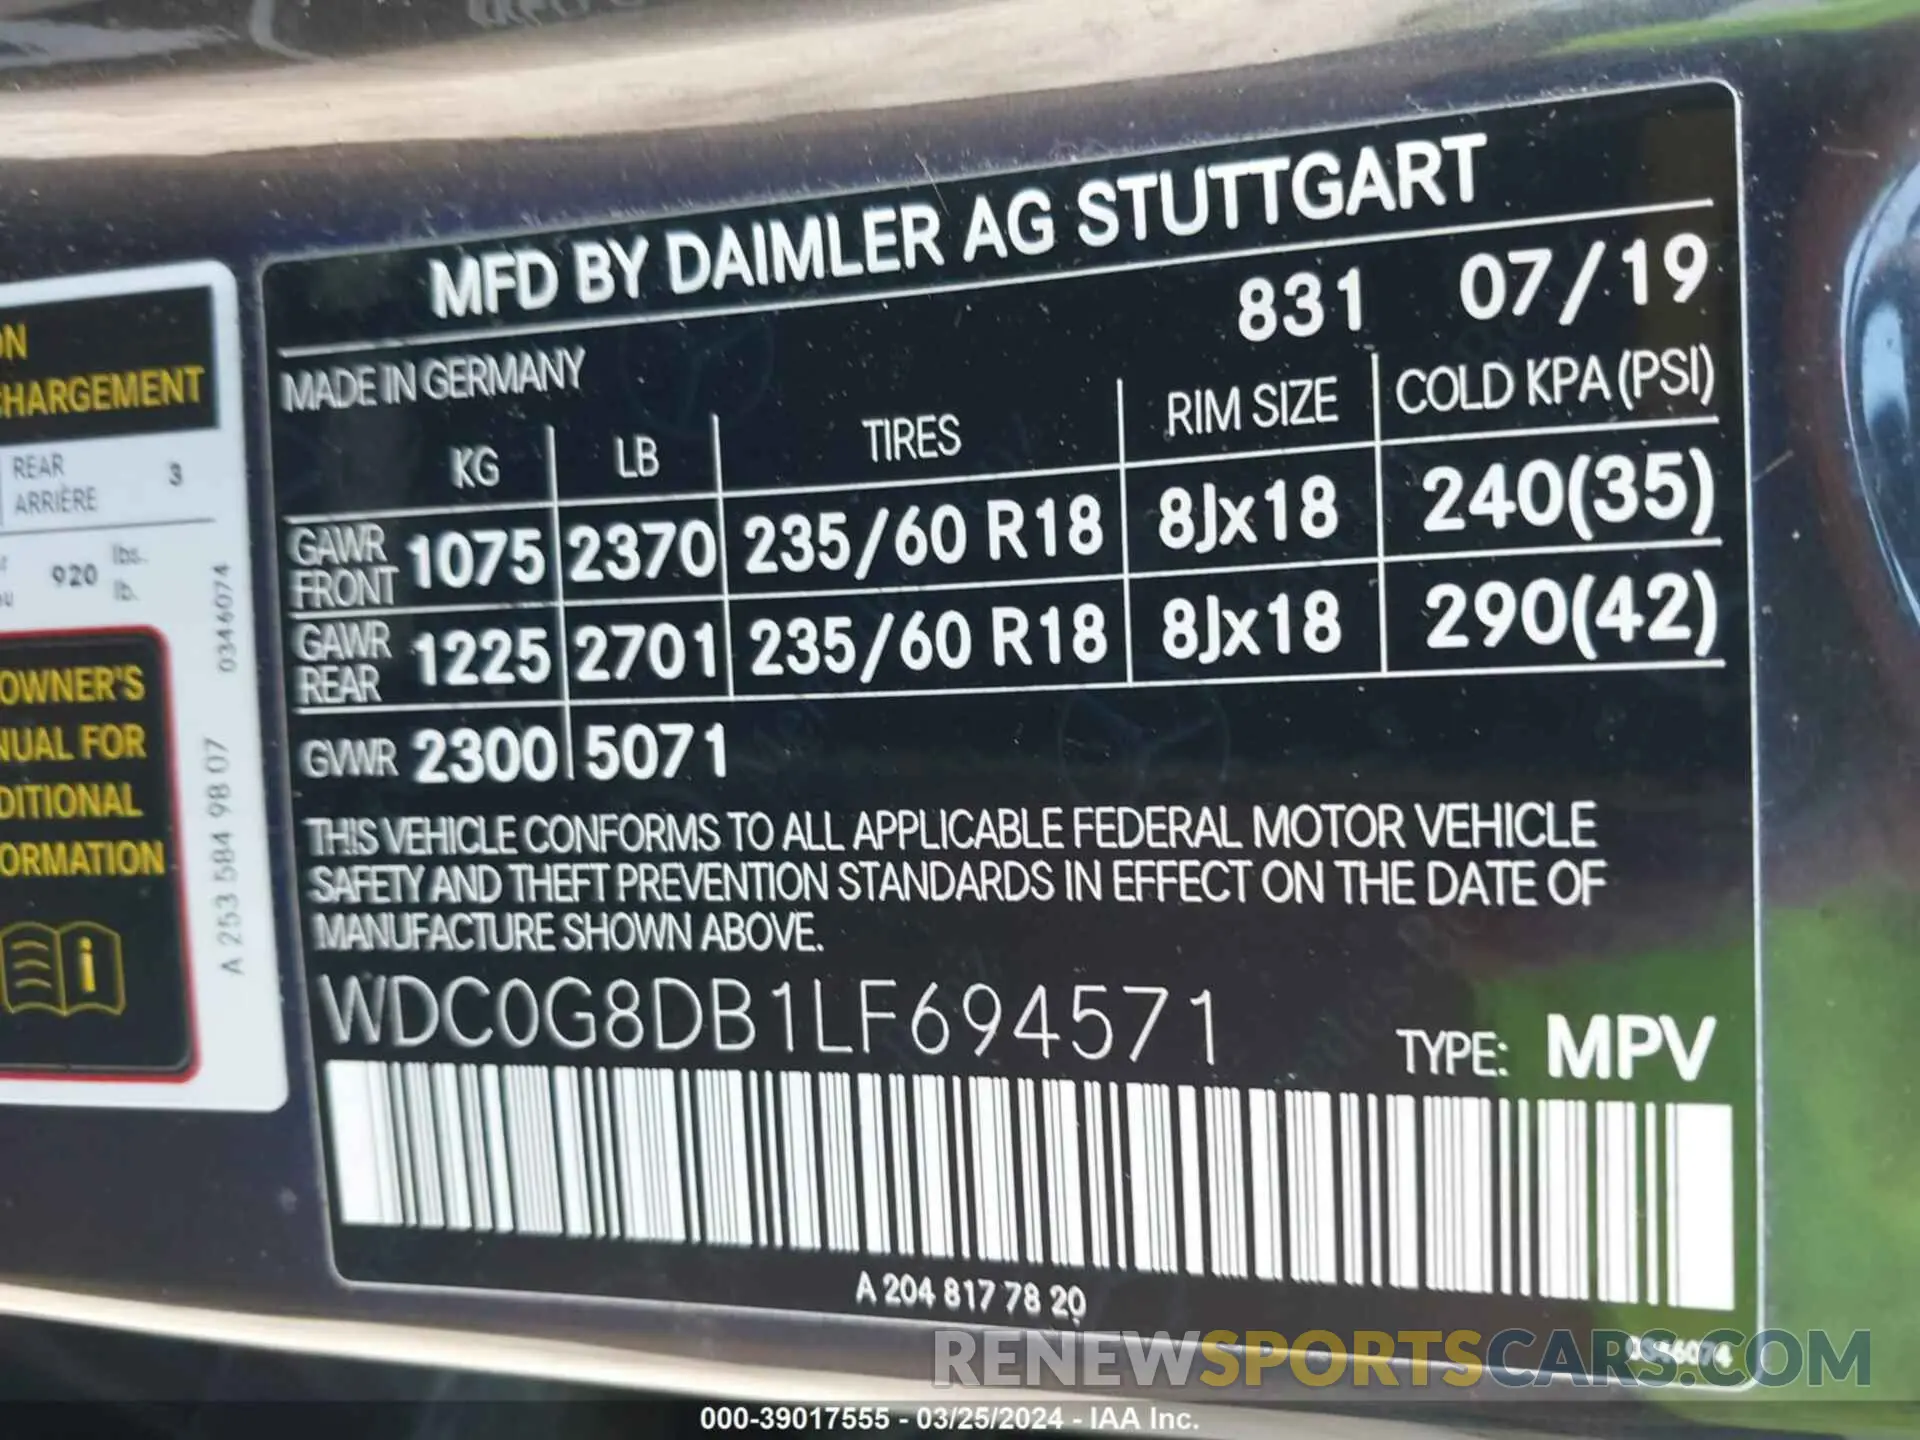 ON
CHARGEMENT
REAR
ARRIÈRE
3
920
lbs.
lb.
0346074
A 253 584 98 07
OWNER'S
NUAL FOR
DITIONAL
ORMATION
MFD BY DAIMLER AG STUTTGART
831 07/19
MADE IN GERMANY
KG LB TIRES RIM SIZE COLD KPA (PSI)
GAWR FRONT 1075 2370 235/60 R18 8Jx18 240(35)
GAWR REAR 1225 2701 235/60 R18 8Jx18 290(42)
GVWR 2300 5071
THIS VEHICLE CONFORMS TO ALL APPLICABLE FEDERAL MOTOR VEHICLE
SAFETY AND THEFT PREVENTION STANDARDS IN EFFECT ON THE DATE OF
MANUFACTURE SHOWN ABOVE.
WDC0G8DB1LF694571
TYPE: MPV
A 204 817 78 20
0346074
RENEWSPORTSCARS.COM
000-39017555 - 03/25/2024 - IAA Inc.